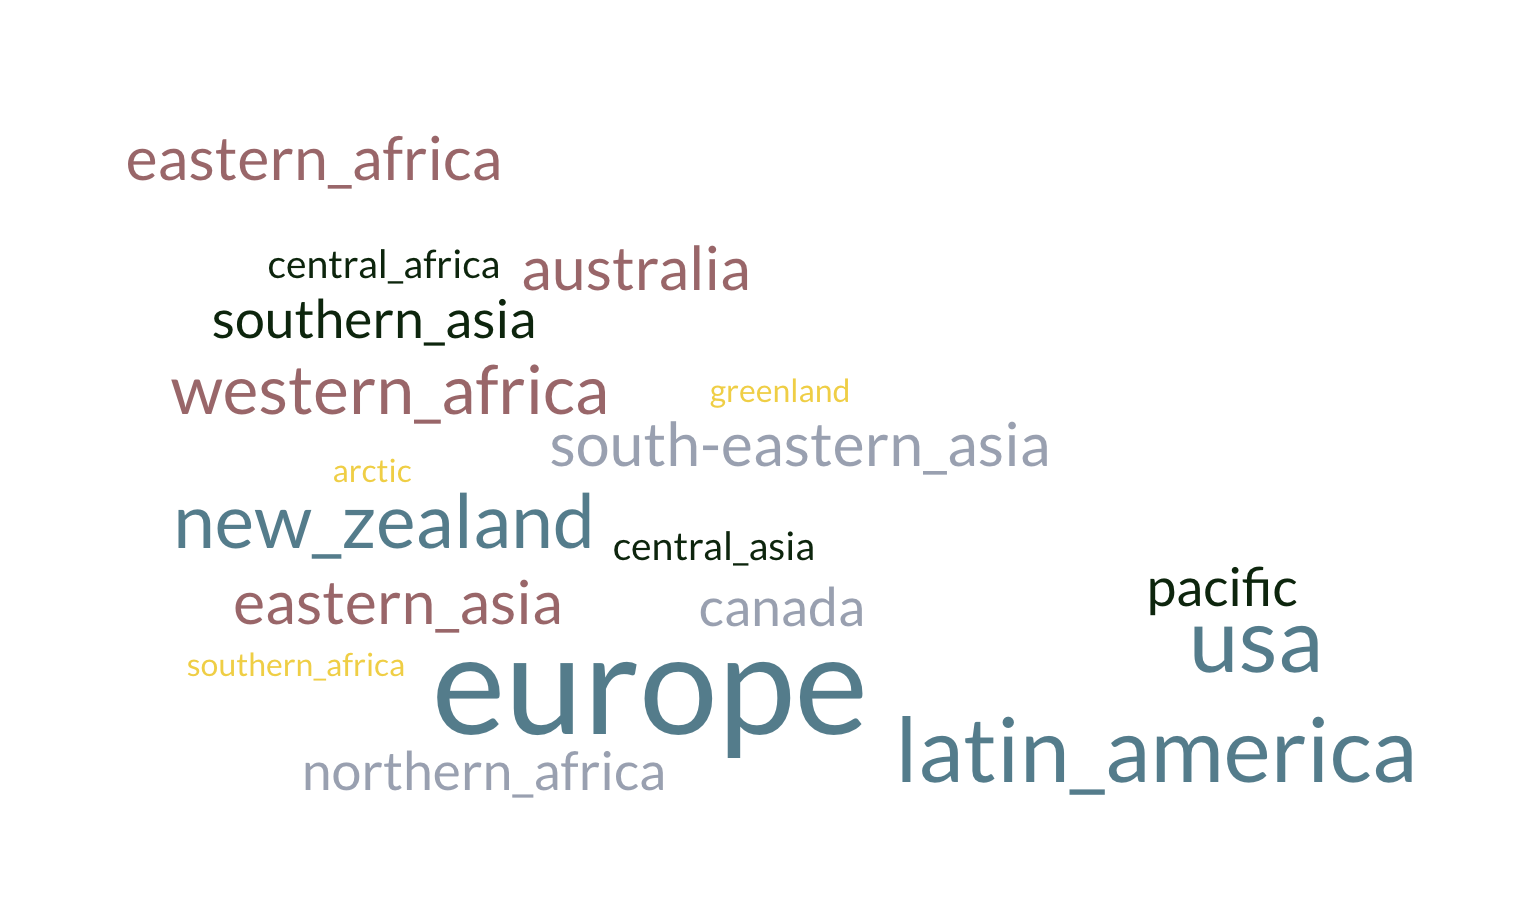 eastern_africa
central_africa australia
southern_asia
western_africa greenland
south-eastern_asia
arctic
new_zealand central_asia
eastern_asia canada pacific
usa
southern_africa europe
latin_america
northern_africa